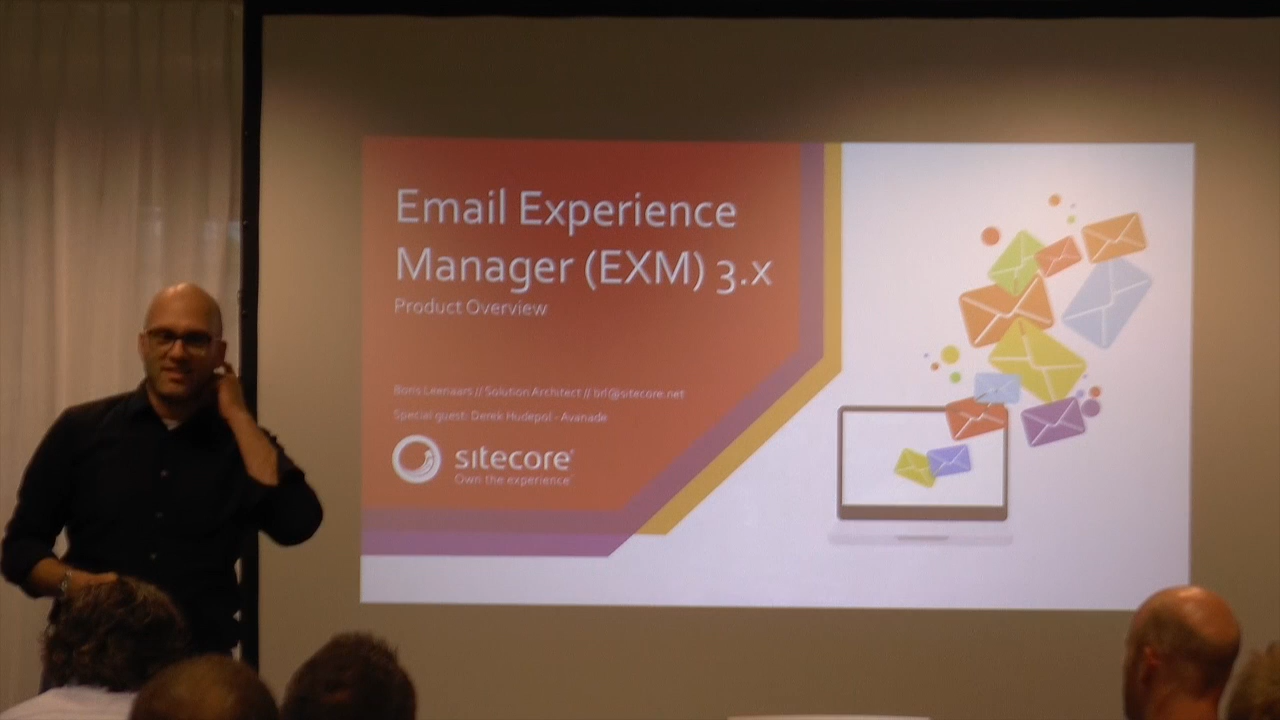 Email Experience
Manager (EXM) 3.x
Product Overview
Boris Leenaars // Solution Architect // brl@sitecore.net
Special guest: Derek Hudepol - Avanade
sitecore
Own the experience